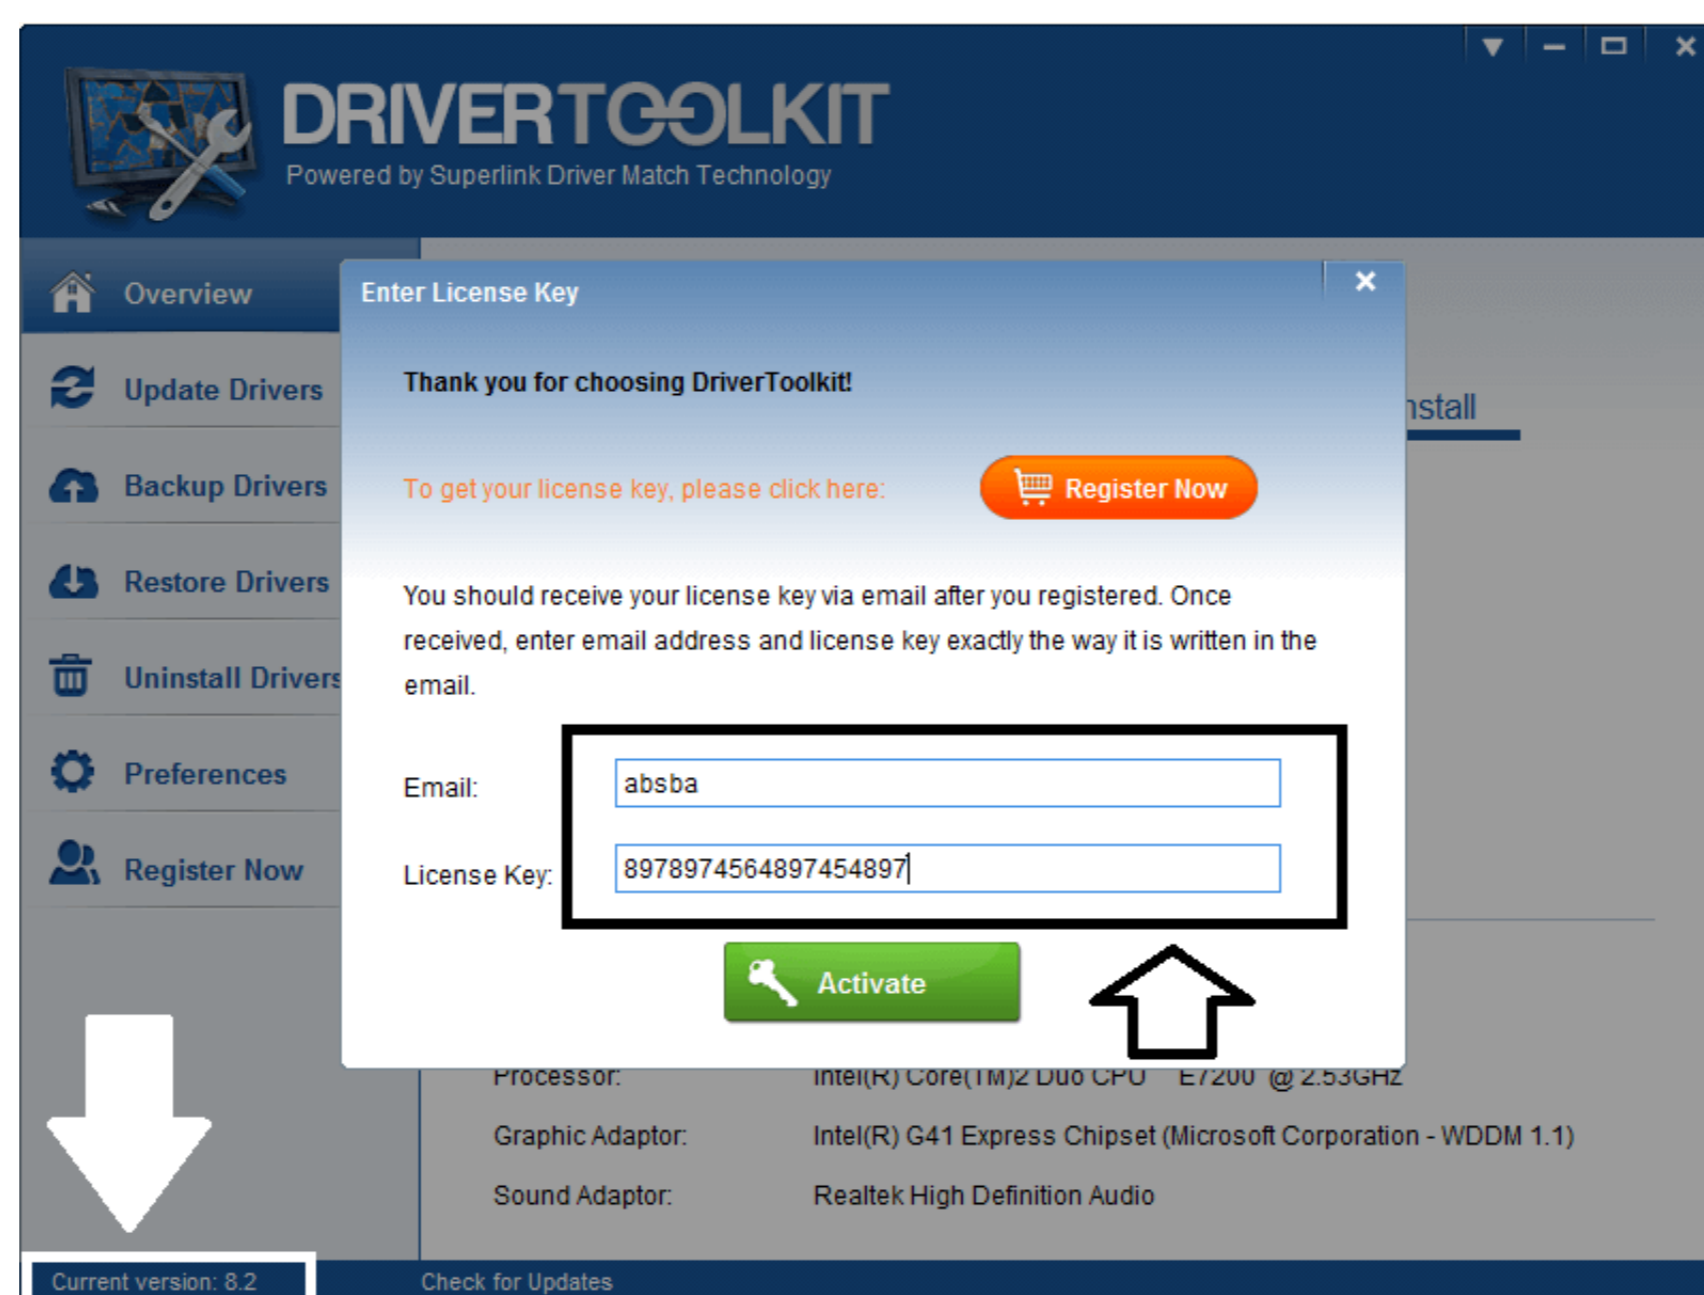 DRIVERTOOLKIT
Powered by Superlink Driver Match Technology
Overview
Update Drivers
Backup Drivers
Restore Drivers
Uninstall Drivers
Preferences
Register Now
Enter License Key
Thank you for choosing DriverToolkit!
To get your license key, please click here:
Register Now
You should receive your license key via email after you registered. Once
received, enter email address and license key exactly the way it is written in the
email.
Email:
absba
License Key:
8978974564897454897
Activate
nstall
Processor: Intel(R) Core(TM)2 Duo CPU E7200 @ 2.53GHz
Graphic Adaptor: Intel(R) G41 Express Chipset (Microsoft Corporation - WDDM 1.1)
Sound Adaptor: Realtek High Definition Audio
Current version: 8.2
Check for Updates